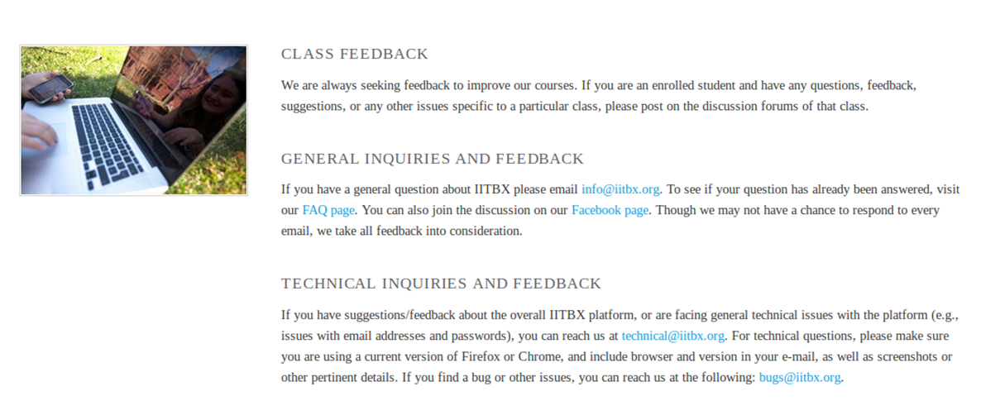 CLASS FEEDBACK
We are always seeking feedback to improve our courses. If you are an enrolled student and have any questions, feedback,
suggestions, or any other issues specific to a particular class, please post on the discussion forums of that class.
GENERAL INQUIRIES AND FEEDBACK
If you have a general question about IITBX please email info@iitbx.org. To see if your question has already been answered, visit
our FAQ page. You can also join the discussion on our Facebook page. Though we may not have a chance to respond to every
email, we take all feedback into consideration.
TECHNICAL INQUIRIES AND FEEDBACK
If you have suggestions/feedback about the overall IITBX platform, or are facing general technical issues with the platform (e.g.,
issues with email addresses and passwords), you can reach us at technical@iitbx.org. For technical questions, please make sure
you are using a current version of Firefox or Chrome, and include browser and version in your e-mail, as well as screenshots or
other pertinent details. If you find a bug or other issues, you can reach us at the following: bugs@iitbx.org.